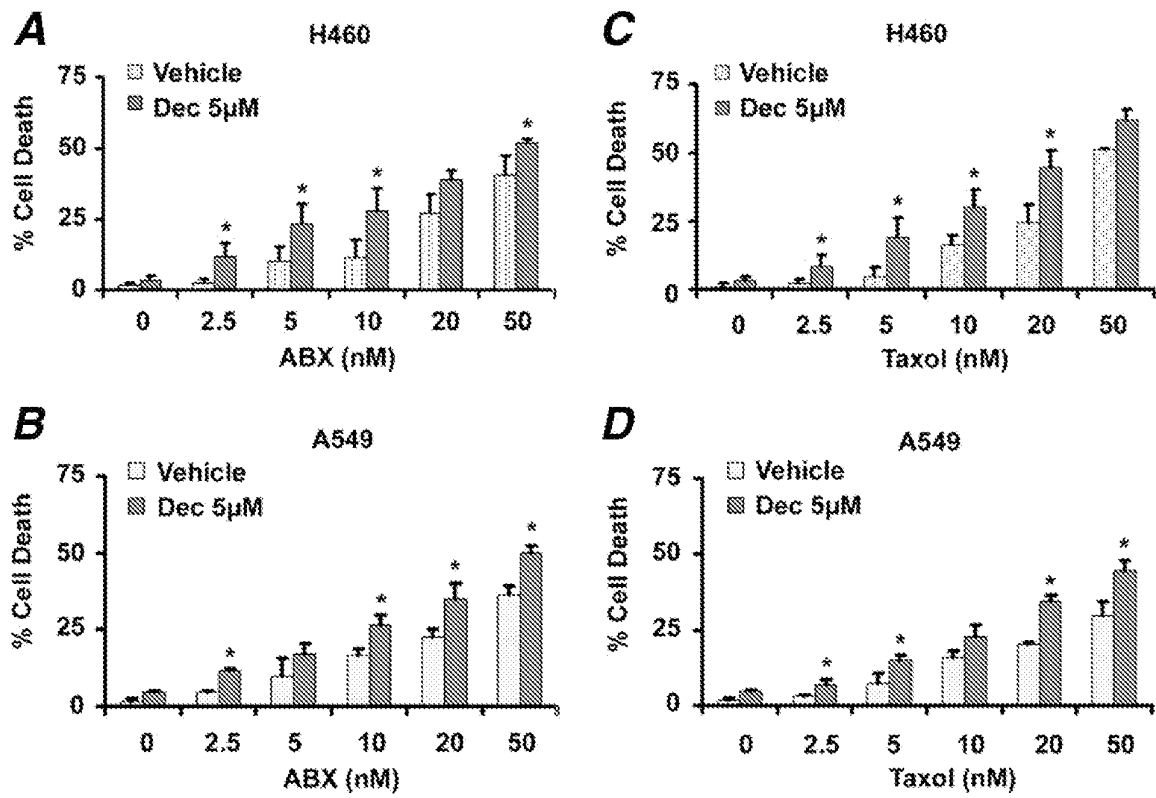 A
H460
Vehicle
Dec 5µM
75
50
25
0
% Cell Death
* * * *
0 2.5 5 10 20 50
ABX (nM)
C
H460
Vehicle
Dec 5µM
75
50
25
0
% Cell Death
* * * *
0 2.5 5 10 20 50
Taxol (nM)
B
A549
Vehicle
Dec 5µM
75
50
25
0
% Cell Death
* * * *
0 2.5 5 10 20 50
ABX (nM)
D
A549
Vehicle
Dec 5µM
75
50
25
0
% Cell Death
* * * *
0 2.5 5 10 20 50
Taxol (nM)